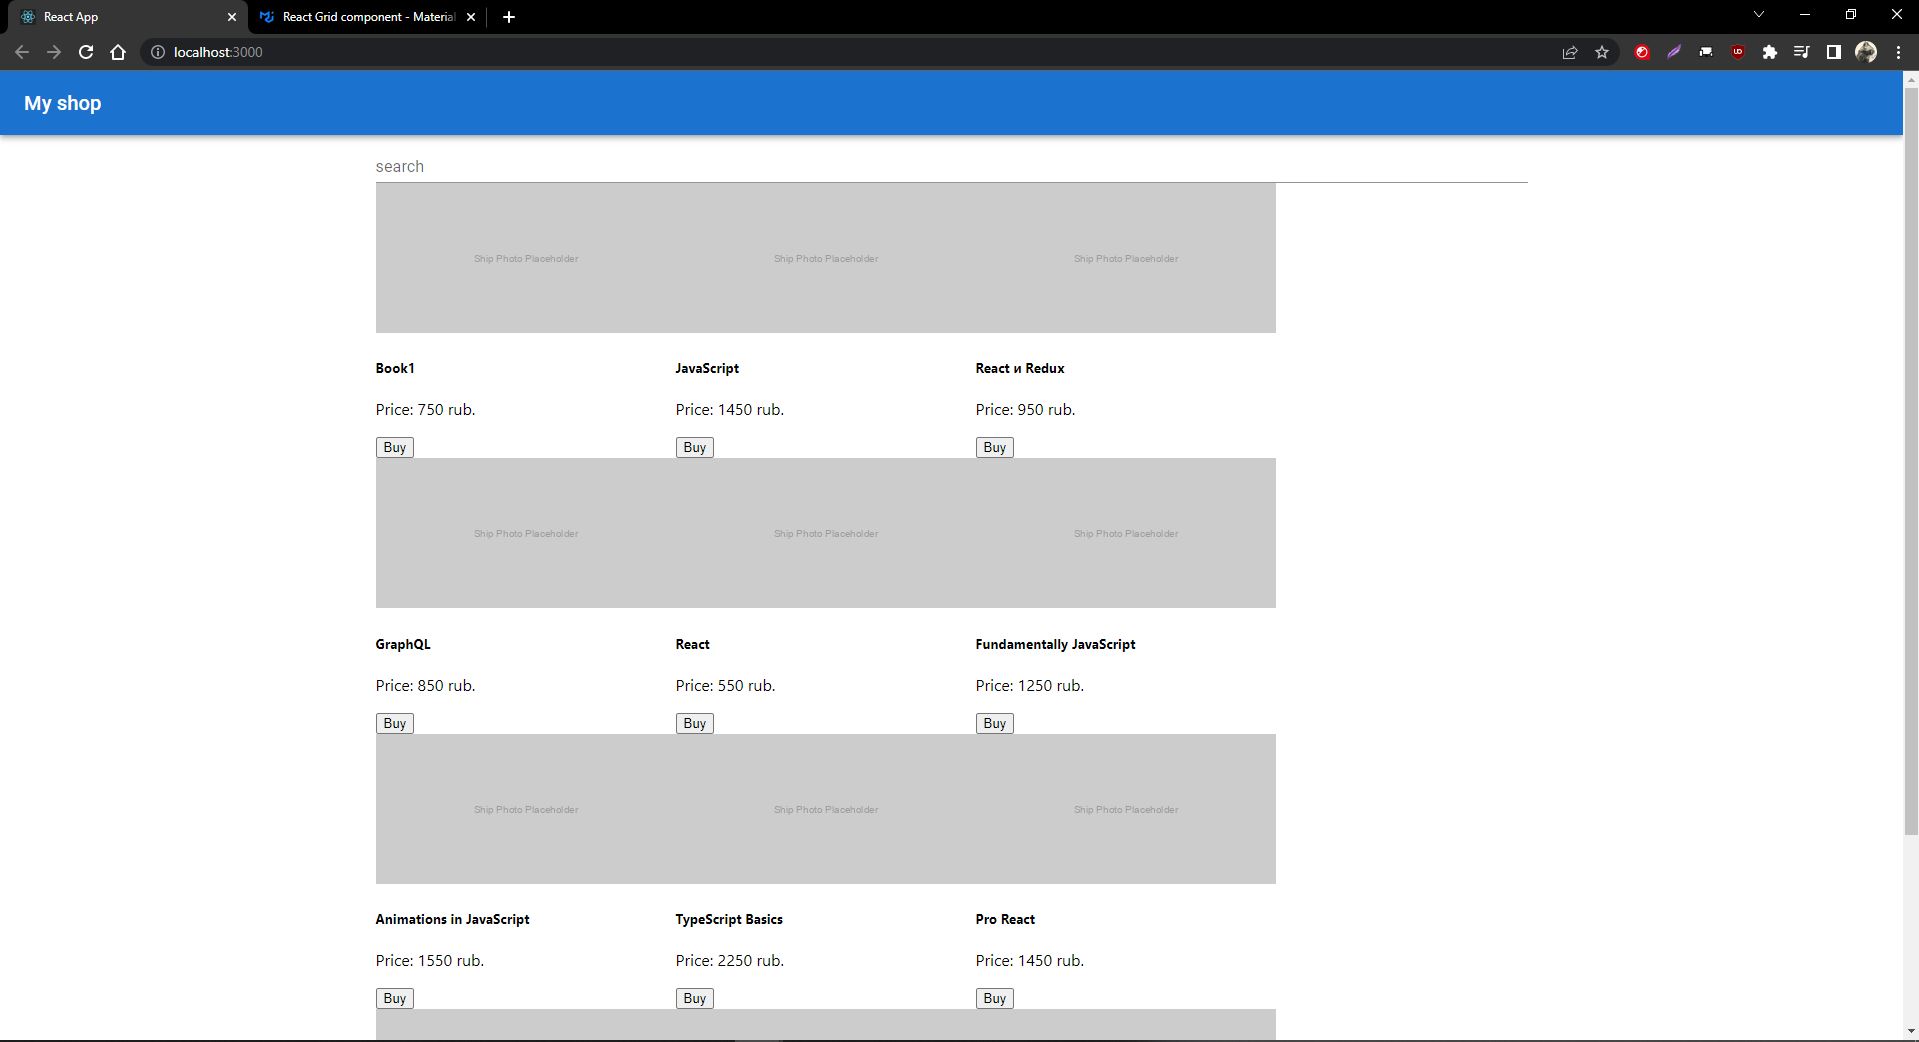 React App
React Grid component - Material
localhost:3000
My shop
search
Ship Photo Placeholder Ship Photo Placeholder Ship Photo Placeholder
Book1 JavaScript React и Redux
Price: 750 rub. Price: 1450 rub. Price: 950 rub.
Buy Buy Buy
Ship Photo Placeholder Ship Photo Placeholder Ship Photo Placeholder
GraphQL React Fundamentally JavaScript
Price: 850 rub. Price: 550 rub. Price: 1250 rub.
Buy Buy Buy
Ship Photo Placeholder Ship Photo Placeholder Ship Photo Placeholder
Animations in JavaScript TypeScript Basics Pro React
Price: 1550 rub. Price: 2250 rub. Price: 1450 rub.
Buy Buy Buy